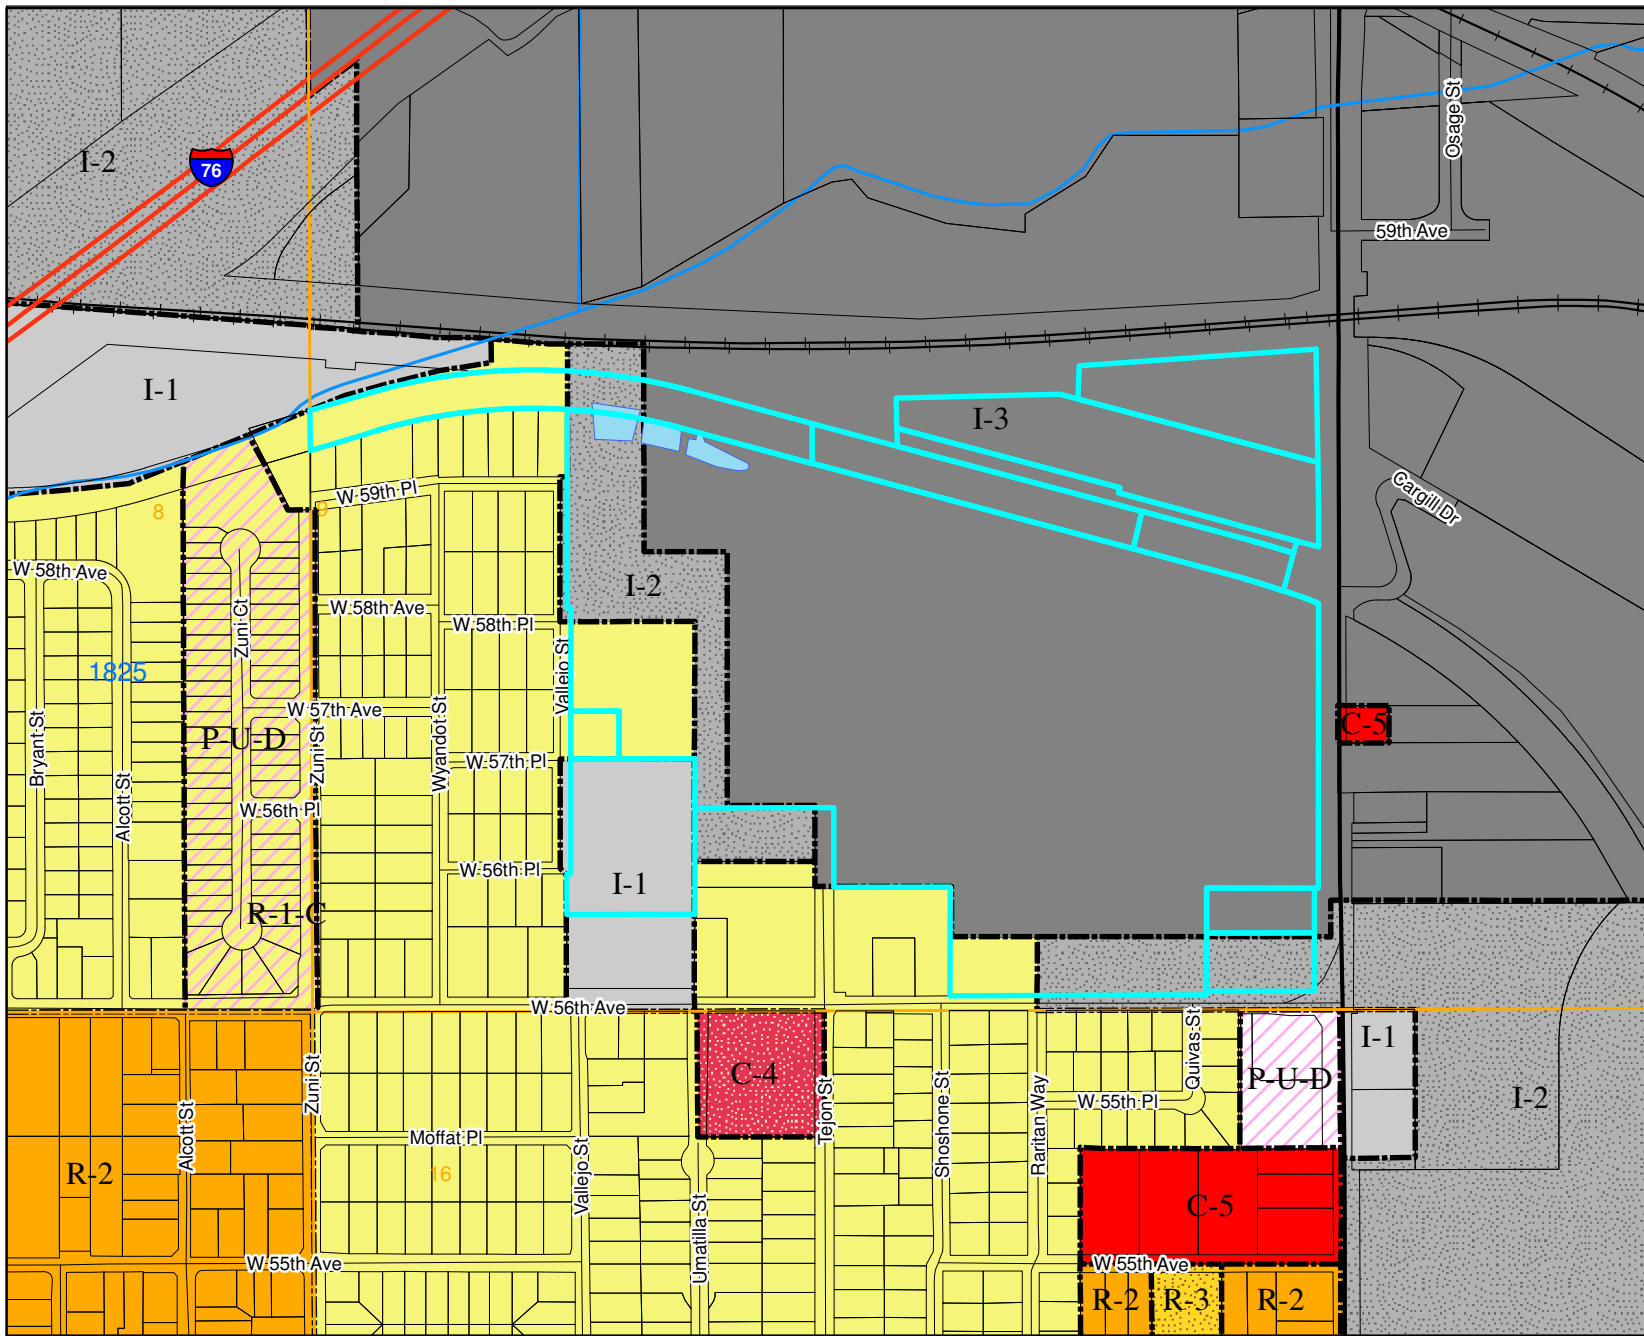 Osage St
I-2
76
59th Ave
I-1
I-3
W 59th Pl
Cargill Dr
8
9
W 58th Ave
I-2
W 58th Ave
Zuni Ct
W 58th Pl
1825
Vallejo St
W 57th Ave
C-5
P-U-D
Bryant St
Zuni St
Wyandot St
W 57th Pl
Alcott St
W 56th Pl
W 56th Pl
I-1
R-1-C
W 56th Ave
I-1
Quivas St
C-4
Zuni St
P-U-D
I-2
Tejon St
Shoshone St
Raritan Way
W 55th Pl
Alcott St
Moffat Pl
R-2
16
Vallejo St
C-5
Umatilla St
W 55th Ave
W 55th Ave
R-2
R-3
R-2